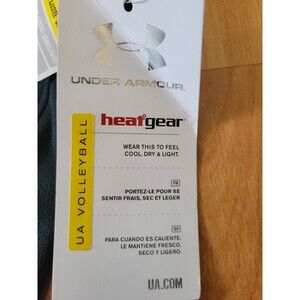 UNDER ARMOUR
heatgear
WEAR THIS TO FEEL
COOL, DRY & LIGHT.
UA VOLLEYBALL
FR
PORTEZ-LE POUR SE
SENTIR FRAIS, SEC ET LEGER
SP
PARA CUANDO ES CALIENTE.
LE MANTIENE FRESCO,
SECO Y LIGERO.
UA.COM